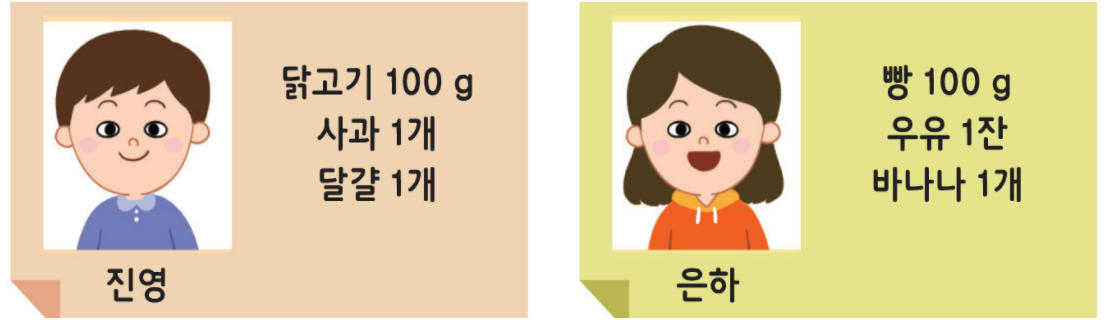 닭고기 100 g
사과 1개
달걀 1개
진영
빵 100 g
우유 1잔
바나나 1개
은하